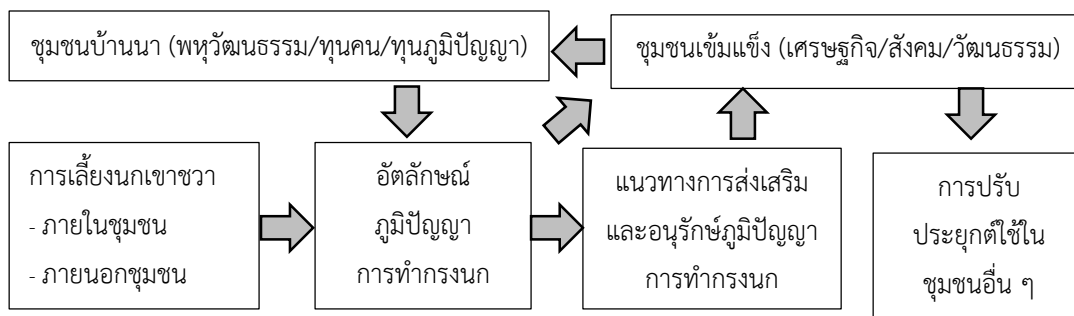 ชุมชนบ้านนา (พหุวัฒนธรรม/ทุนคน/ทุนภูมิปัญญา)
ชุมชนเข้มแข็ง (เศรษฐกิจ/สังคม/วัฒนธรรม)
การเลี้ยงนกเขาชวา
- ภายในชุมชน
- ภายนอกชุมชน
อัตลักษณ์
ภูมิปัญญา
การทำกรงนก
แนวทางการส่งเสริม
และอนุรักษ์ภูมิปัญญา
การทำกรงนก
การปรับ
ประยุกต์ใช้ใน
ชุมชนอื่น ๆ